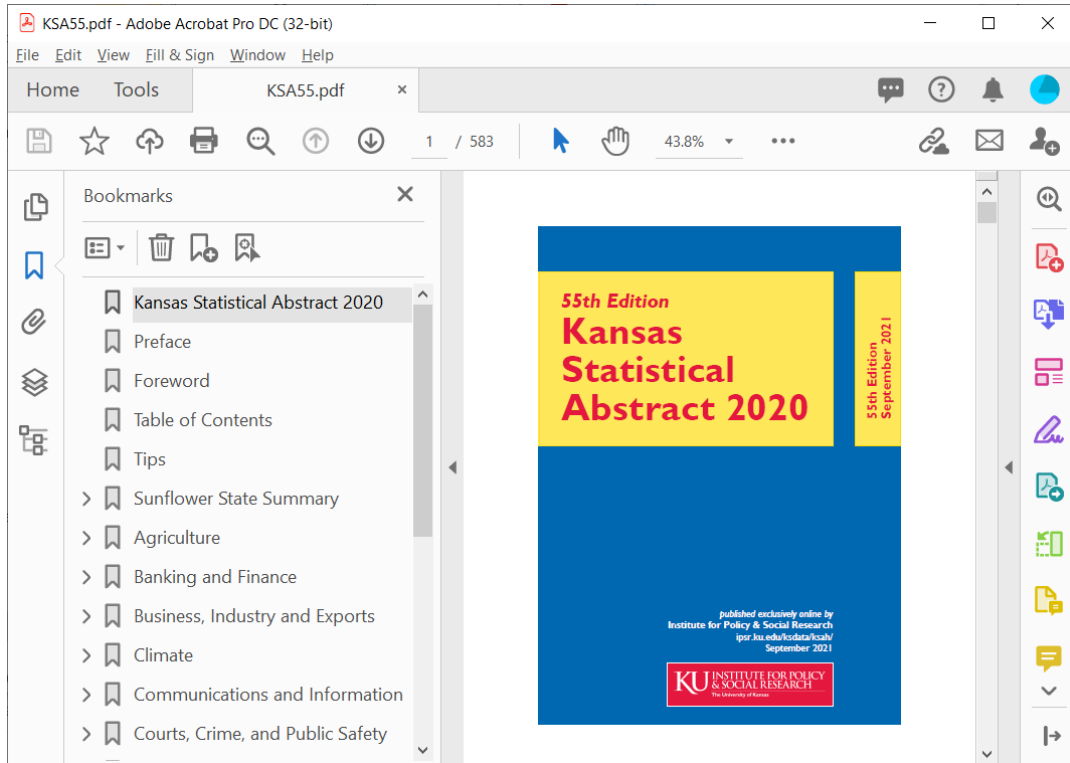 KSA55.pdf - Adobe Acrobat Pro DC (32-bit)
File Edit View Fill & Sign Window Help
Home Tools KSA55.pdf ×
1 / 583 43.8%
Bookmarks
Kansas Statistical Abstract 2020
Preface
Foreword
Table of Contents
Tips
Sunflower State Summary
Agriculture
Banking and Finance
Business, Industry and Exports
Climate
Communications and Information
Courts, Crime, and Public Safety
55th Edition
Kansas
Statistical
Abstract 2020
55th Edition
September 2021
published exclusively online by
Institute for Policy & Social Research
ipsr.ku.edu/ksdata/ksah/
September 2021
KU INSTITUTE FOR POLICY
& SOCIAL RESEARCH
The University of Kansas